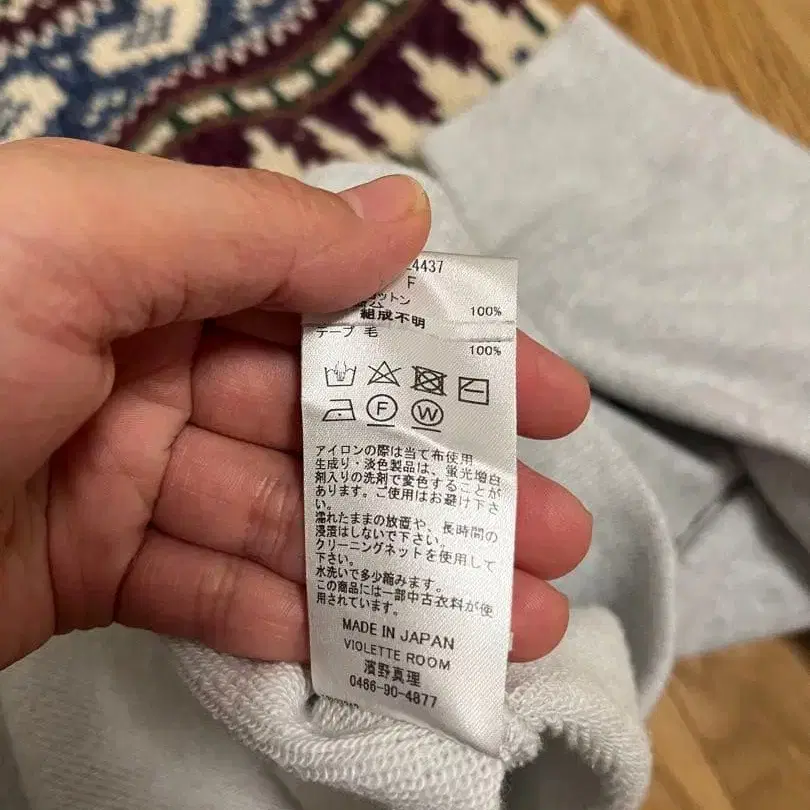 4437
F
コットン
100%
組成不明
テープ 毛
100%
F W
アイロンの際は当て布使用
生成り・淡色製品は、蛍光増白
剤入りの洗剤で変色することが
あります。ご使用はお避け下さ
い。
濡れたままの放置や、長時間の
浸漬はしないで下さい。
クリーニングネットを使用して
下さい。
水洗いで多少縮みます。
この商品には一部中古衣料が使
用されています。
MADE IN JAPAN
VIOLETTE ROOM
濱野真理
0466-90-4877